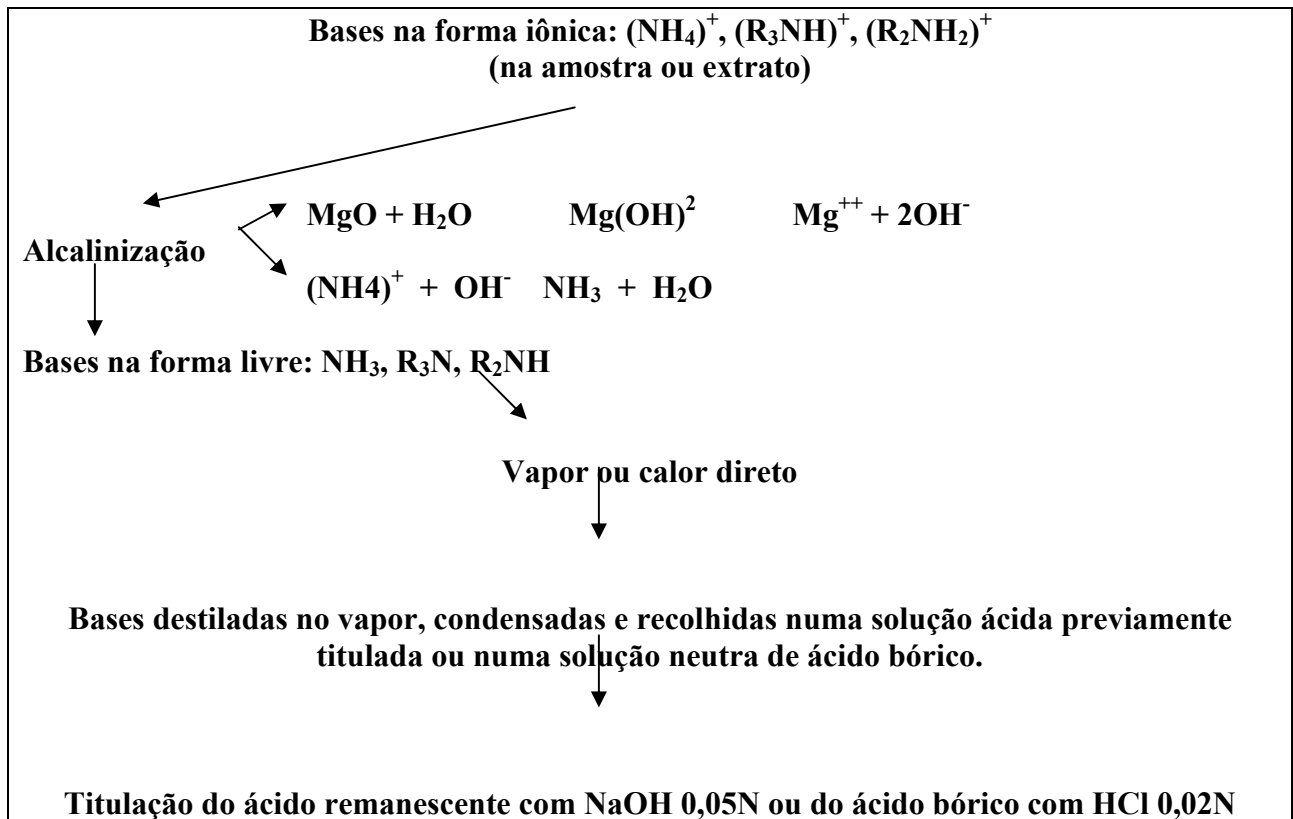 Bases na forma iônica: (NH₄)⁺, (R₃NH)⁺, (R₂NH₂)⁺
(na amostra ou extrato)
MgO + H₂O Mg(OH)² Mg⁺⁺ + 2OH⁻
Alcalinização
(NH4)⁺ + OH⁻ NH₃ + H₂O
Bases na forma livre: NH₃, R₃N, R₂NH
Vapor ou calor direto
Bases destiladas no vapor, condensadas e recolhidas numa solução ácida previamente
titulada ou numa solução neutra de ácido bórico.
Titulação do ácido remanescente com NaOH 0,05N ou do ácido bórico com HCl 0,02N